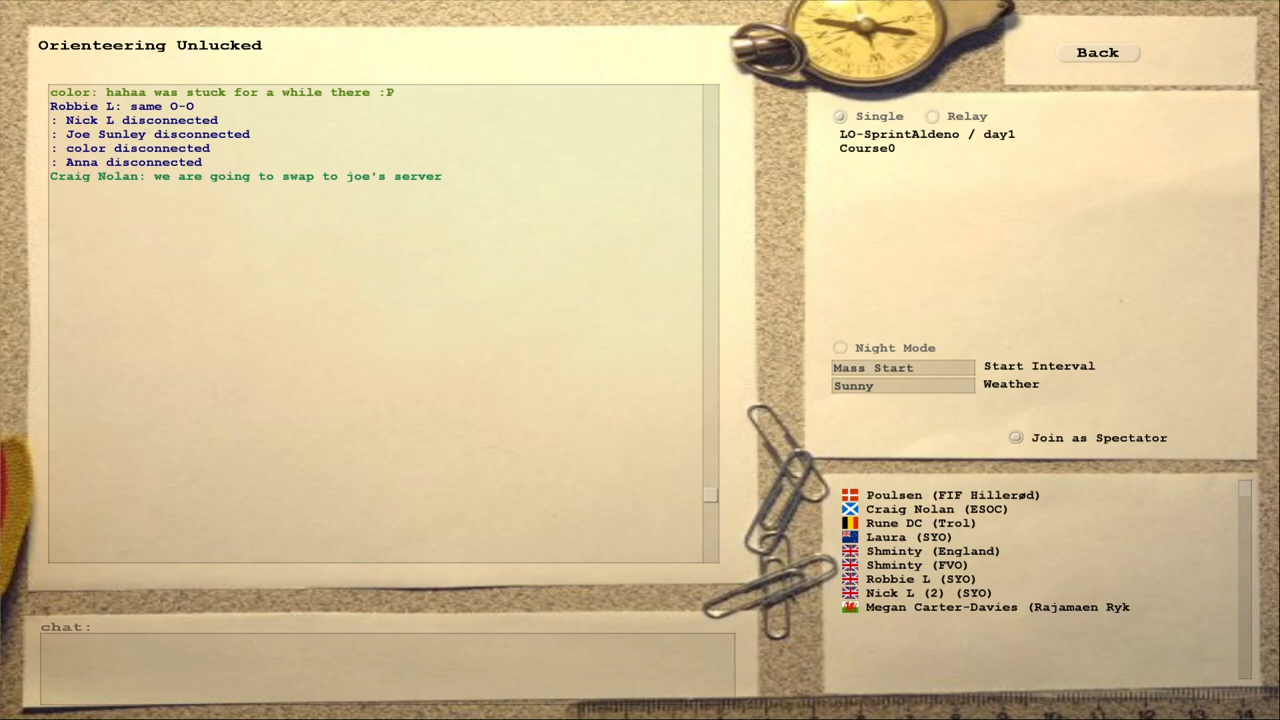 Orienteering Unlucked
Back
color: hahaa was stuck for a while there :P
Robbie L: same O-O
: Nick L disconnected
: Joe Sunley disconnected
: color disconnected
: Anna disconnected
Craig Nolan: we are going to swap to joe's server
Single Relay
LO-SprintAldeno / day1
Course0
Night Mode
Mass Start Start Interval
Sunny Weather
Join as Spectator
Poulsen (FIF Hillerød)
Craig Nolan (ESOC)
Rune DC (Trol)
Laura (SYO)
Shminty (England)
Shminty (FVO)
Robbie L (SYO)
Nick L (2) (SYO)
Megan Carter-Davies (Rajamaen Ryk
chat: